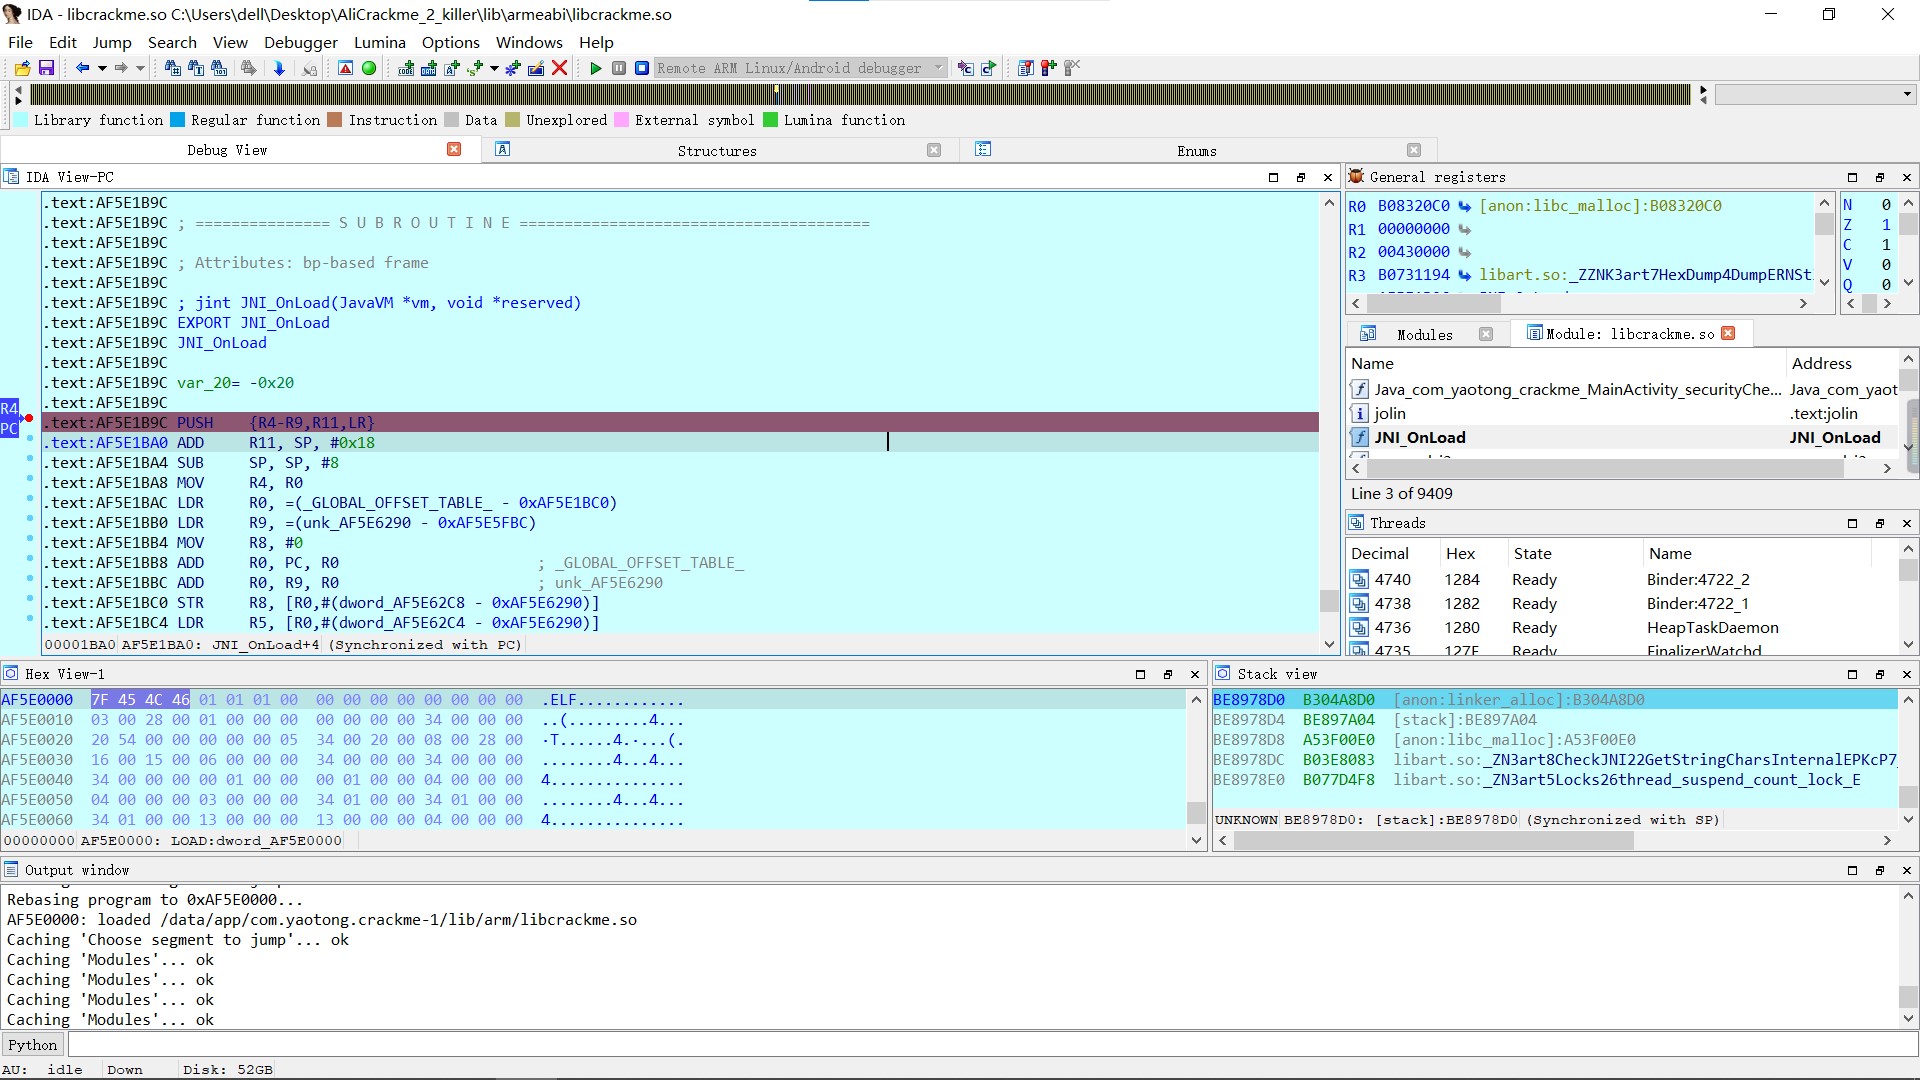 IDA - libcrackme.so C:\Users\dell\Desktop\AliCrackme_2_killer\lib\armeabi\libcrackme.so
File Edit Jump Search View Debugger Lumina Options Windows Help
Remote ARM Linux/Android debugger
Library function Regular function Instruction Data Unexplored External symbol Lumina function
Debug View Structures Enums
IDA View-PC
.text:AF5E1B9C
.text:AF5E1B9C ; =============== S U B R O U T I N E =======================================
.text:AF5E1B9C
.text:AF5E1B9C ; Attributes: bp-based frame
.text:AF5E1B9C
.text:AF5E1B9C ; jint JNI_OnLoad(JavaVM *vm, void *reserved)
.text:AF5E1B9C EXPORT JNI_OnLoad
.text:AF5E1B9C JNI_OnLoad
.text:AF5E1B9C
.text:AF5E1B9C var_20= -0x20
.text:AF5E1B9C
R4
PC
.text:AF5E1B9C PUSH {R4-R9,R11,LR}
.text:AF5E1BA0 ADD R11, SP, #0x18
.text:AF5E1BA4 SUB SP, SP, #8
.text:AF5E1BA8 MOV R4, R0
.text:AF5E1BAC LDR R0, =(_GLOBAL_OFFSET_TABLE_ - 0xAF5E1BC0)
.text:AF5E1BB0 LDR R9, =(unk_AF5E6290 - 0xAF5E5FBC)
.text:AF5E1BB4 MOV R8, #0
.text:AF5E1BB8 ADD R0, PC, R0 ; _GLOBAL_OFFSET_TABLE_
.text:AF5E1BBC ADD R0, R9, R0 ; unk_AF5E6290
.text:AF5E1BC0 STR R8, [R0,#(dword_AF5E62C8 - 0xAF5E6290)]
.text:AF5E1BC4 LDR R5, [R0,#(dword_AF5E62C4 - 0xAF5E6290)]
00001BA0 AF5E1BA0: JNI_OnLoad+4 (Synchronized with PC)
General registers
R0 B08320C0 [anon:libc_malloc]:B08320C0
R1 00000000
R2 00430000
R3 B0731194 libart.so:_ZZNK3art7HexDump4DumpERNSt
N 0
Z 1
C 1
V 0
Q 0
Modules Module: libcrackme.so
Name Address
Java_com_yaotong_crackme_MainActivity_securityChe... Java_com_yaot
jolin .text:jolin
JNI_OnLoad JNI_OnLoad
Line 3 of 9409
Threads
Decimal Hex State Name
4740 1284 Ready Binder:4722_2
4738 1282 Ready Binder:4722_1
4736 1280 Ready HeapTaskDaemon
4735 127F Ready FinalizerWatchd
Hex View-1
AF5E0000 7F 45 4C 46 01 01 01 00 00 00 00 00 00 00 00 00 .ELF............
AF5E0010 03 00 28 00 01 00 00 00 00 00 00 00 34 00 00 00 ..(.........4...
AF5E0020 20 54 00 00 00 00 00 05 34 00 20 00 08 00 28 00 ·T......4.·...(.
AF5E0030 16 00 15 00 06 00 00 00 34 00 00 00 34 00 00 00 ........4...4...
AF5E0040 34 00 00 00 00 01 00 00 00 01 00 00 04 00 00 00 4...............
AF5E0050 04 00 00 00 03 00 00 00 34 01 00 00 34 01 00 00 ........4...4...
AF5E0060 34 01 00 00 13 00 00 00 13 00 00 00 04 00 00 00 4...............
00000000 AF5E0000: LOAD:dword_AF5E0000
Stack view
BE8978D0 B304A8D0 [anon:linker_alloc]:B304A8D0
BE8978D4 BE897A04 [stack]:BE897A04
BE8978D8 A53F00E0 [anon:libc_malloc]:A53F00E0
BE8978DC B03E8083 libart.so:_ZN3art8CheckJNI22GetStringCharsInternalEPKcP7_
BE8978E0 B077D4F8 libart.so:_ZN3art5Locks26thread_suspend_count_lock_E
UNKNOWN BE8978D0: [stack]:BE8978D0 (Synchronized with SP)
Output window
Rebasing program to 0xAF5E0000...
AF5E0000: loaded /data/app/com.yaotong.crackme-1/lib/arm/libcrackme.so
Caching 'Choose segment to jump'... ok
Caching 'Modules'... ok
Caching 'Modules'... ok
Caching 'Modules'... ok
Caching 'Modules'... ok
Python
AU: idle Down Disk: 52GB